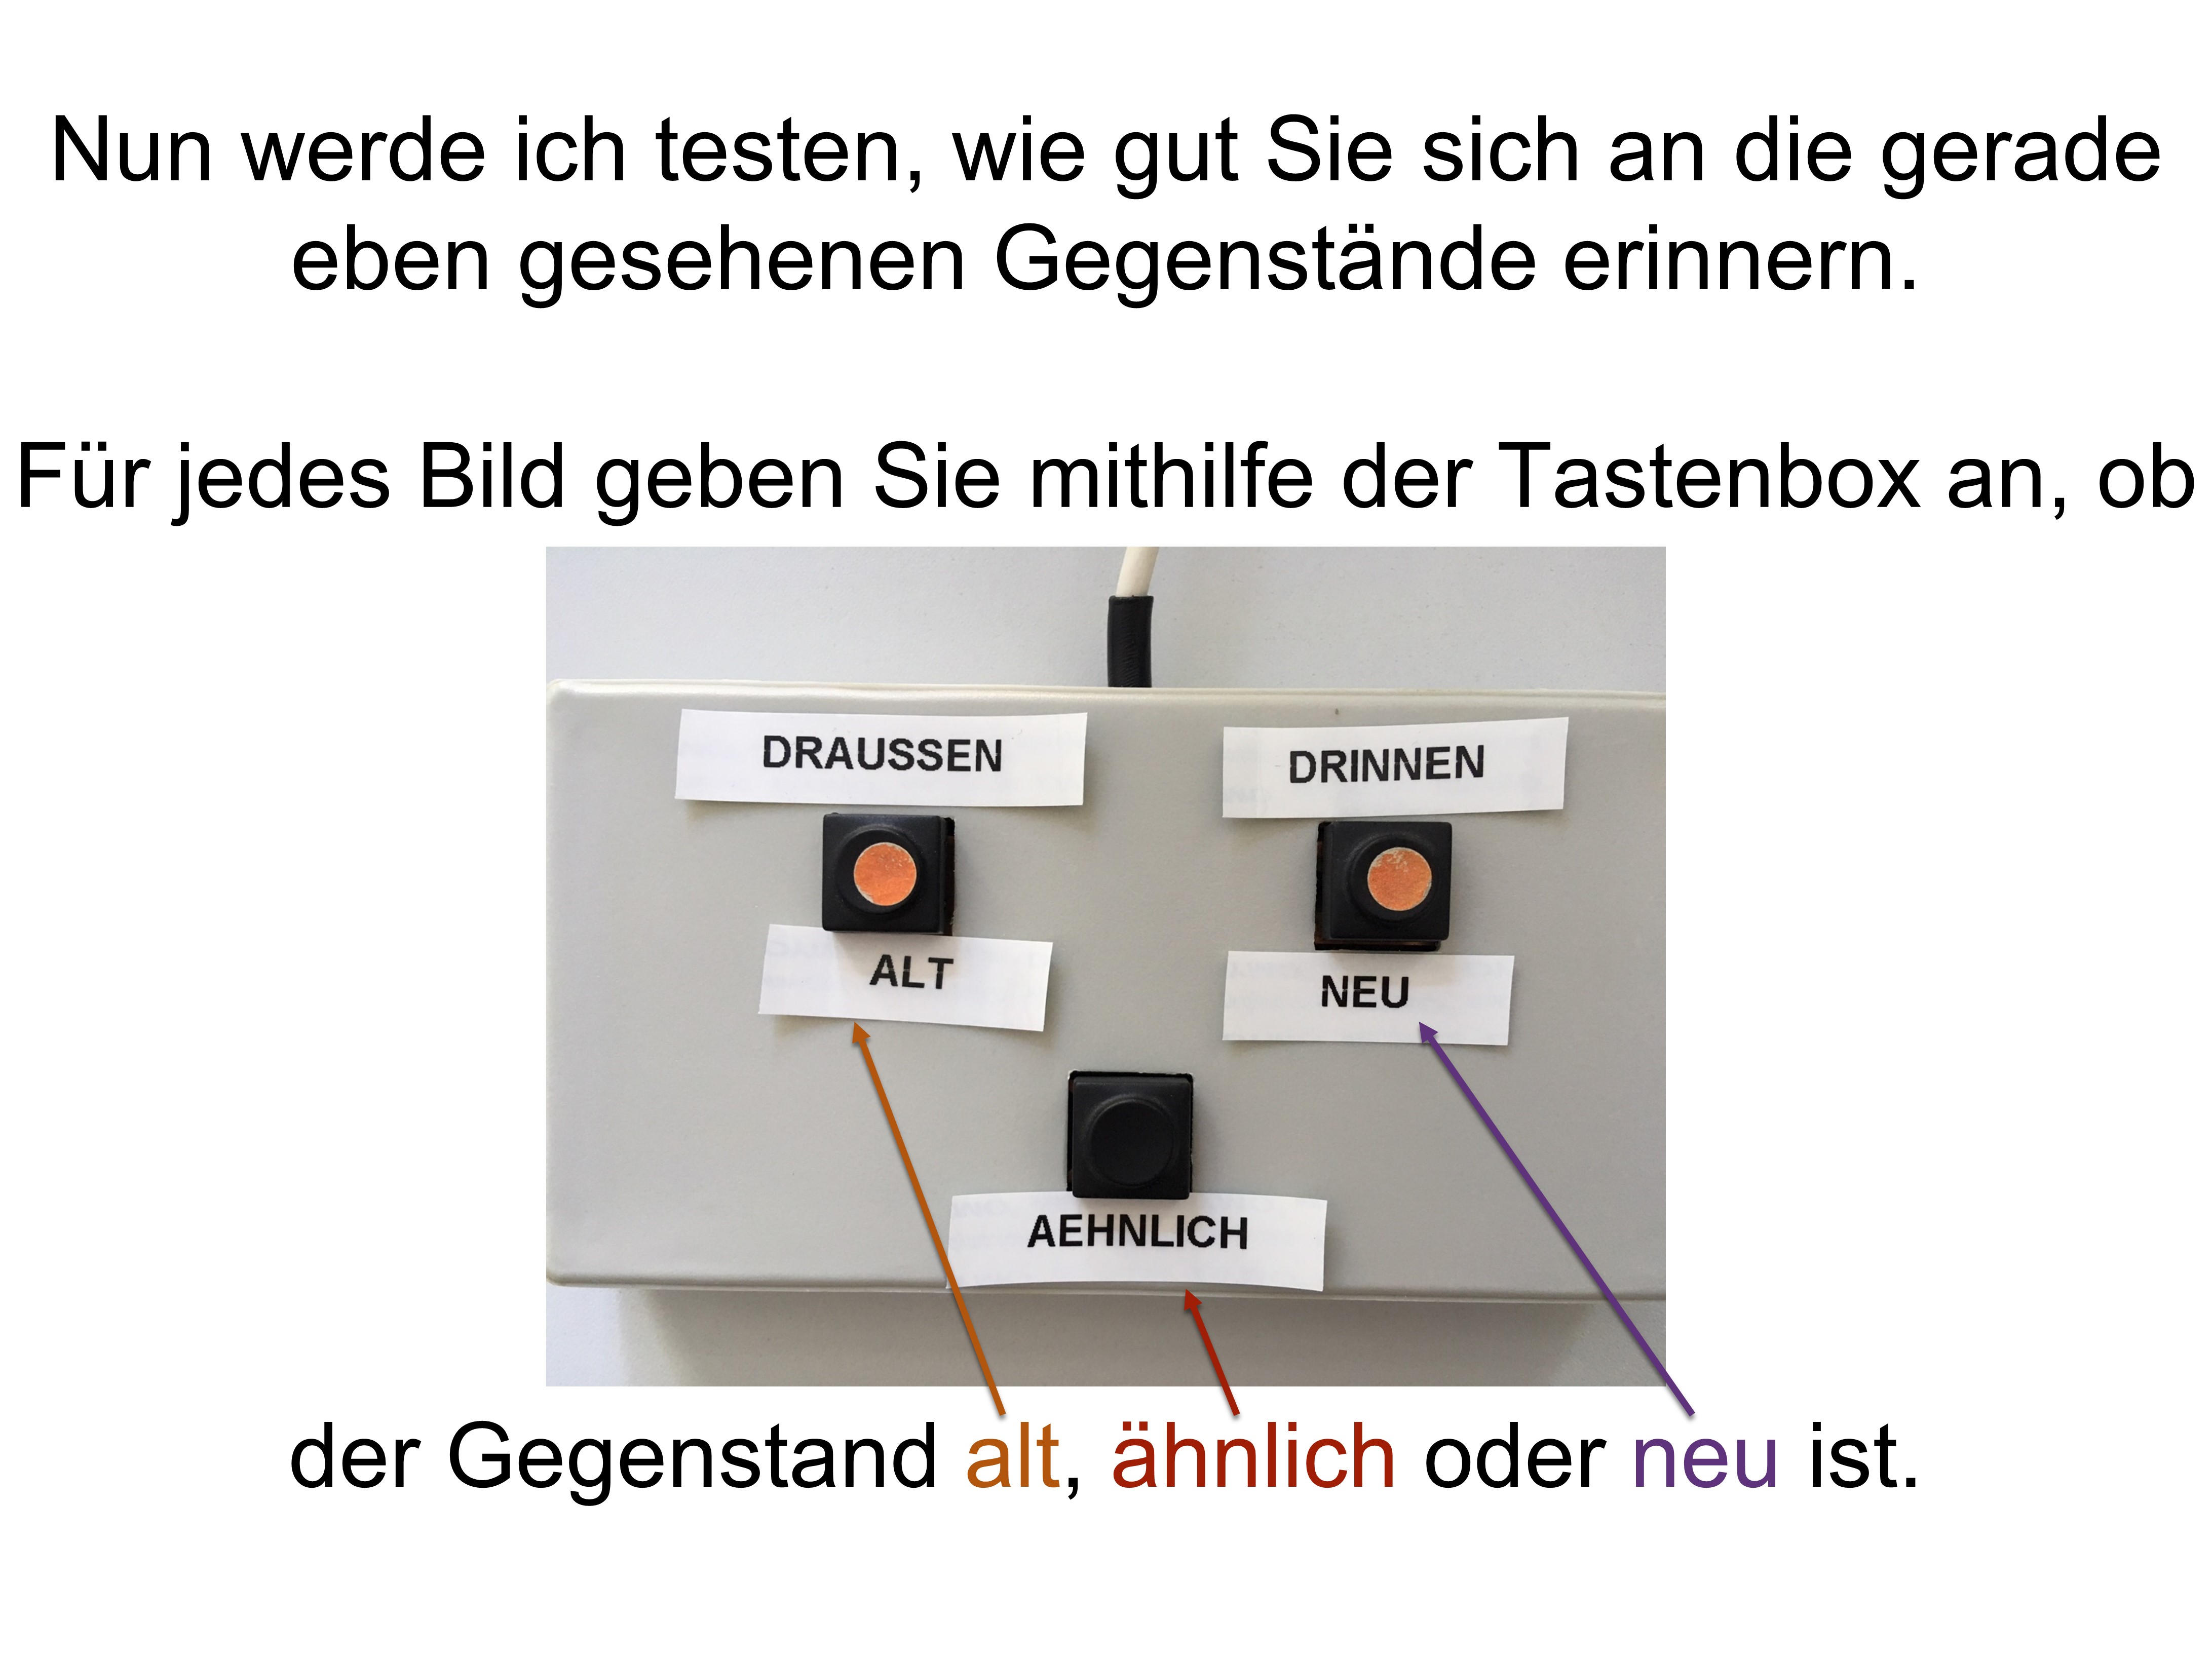 Nun werde ich testen, wie gut Sie sich an die gerade
eben gesehenen Gegenstände erinnern.
Für jedes Bild geben Sie mithilfe der Tastenbox an, ob
DRAUSSEN
DRINNEN
ALT
NEU
AEHNLICH
der Gegenstand alt, ähnlich oder neu ist.